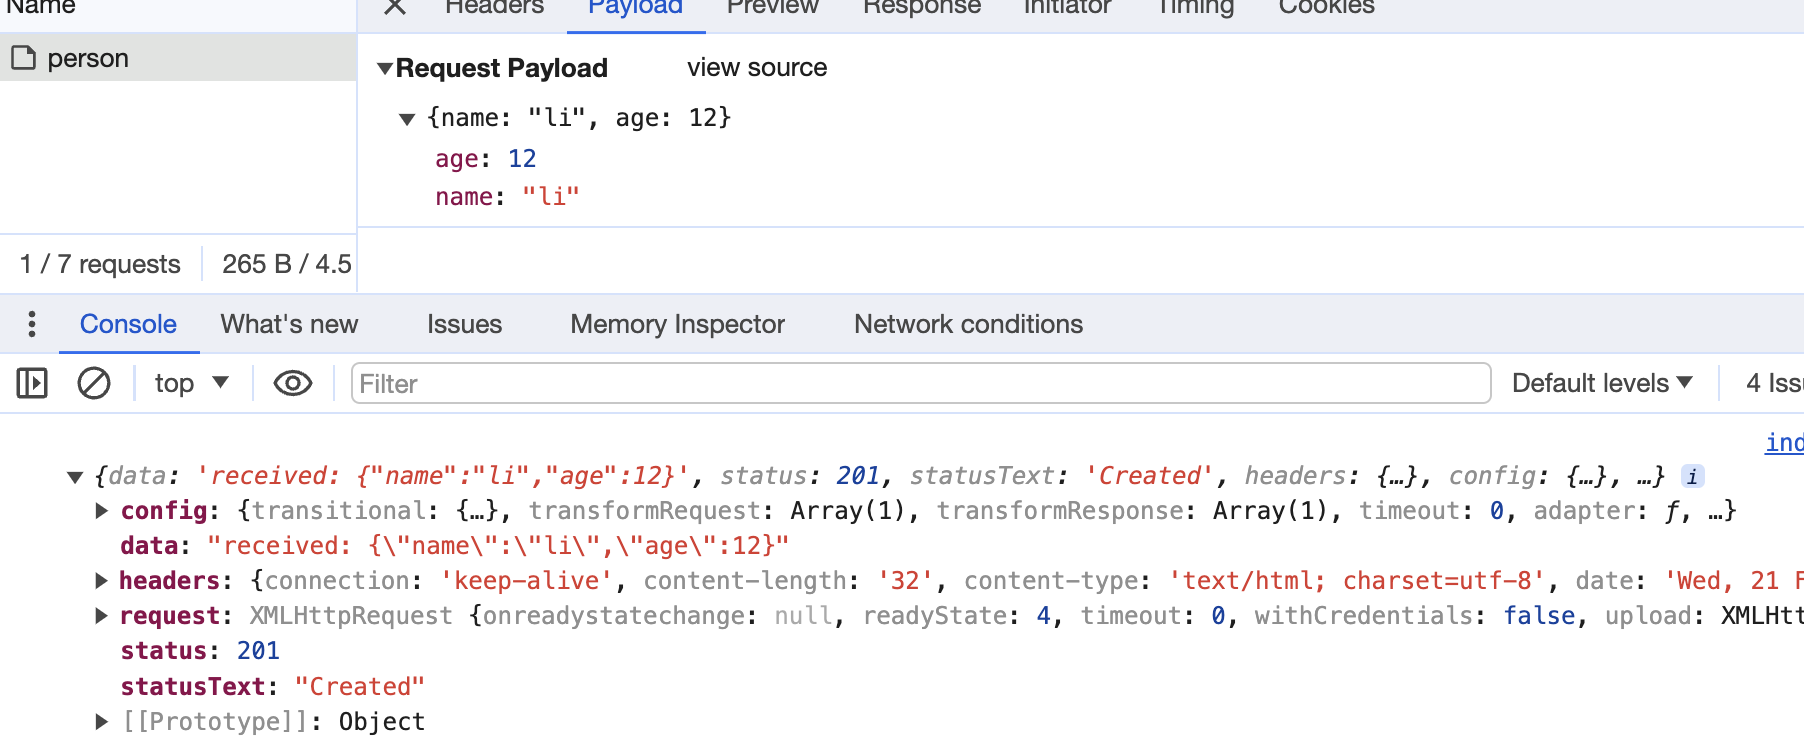 Name
Headers Payload Preview Response Initiator Timing Cookies
person
Request Payload view source
{name: "li", age: 12}
age: 12
name: "li"
1 / 7 requests 265 B / 4.5
Console What's new Issues Memory Inspector Network conditions
top Filter Default levels 4 Iss
ind
{data: 'received: {"name":"li","age":12}', status: 201, statusText: 'Created', headers: {…}, config: {…}, …} i
config: {transitional: {…}, transformRequest: Array(1), transformResponse: Array(1), timeout: 0, adapter: ƒ, …}
data: "received: {\"name\":\"li\",\"age\":12}"
headers: {connection: 'keep-alive', content-length: '32', content-type: 'text/html; charset=utf-8', date: 'Wed, 21 F
request: XMLHttpRequest {onreadystatechange: null, readyState: 4, timeout: 0, withCredentials: false, upload: XMLHtt
status: 201
statusText: "Created"
[[Prototype]]: Object